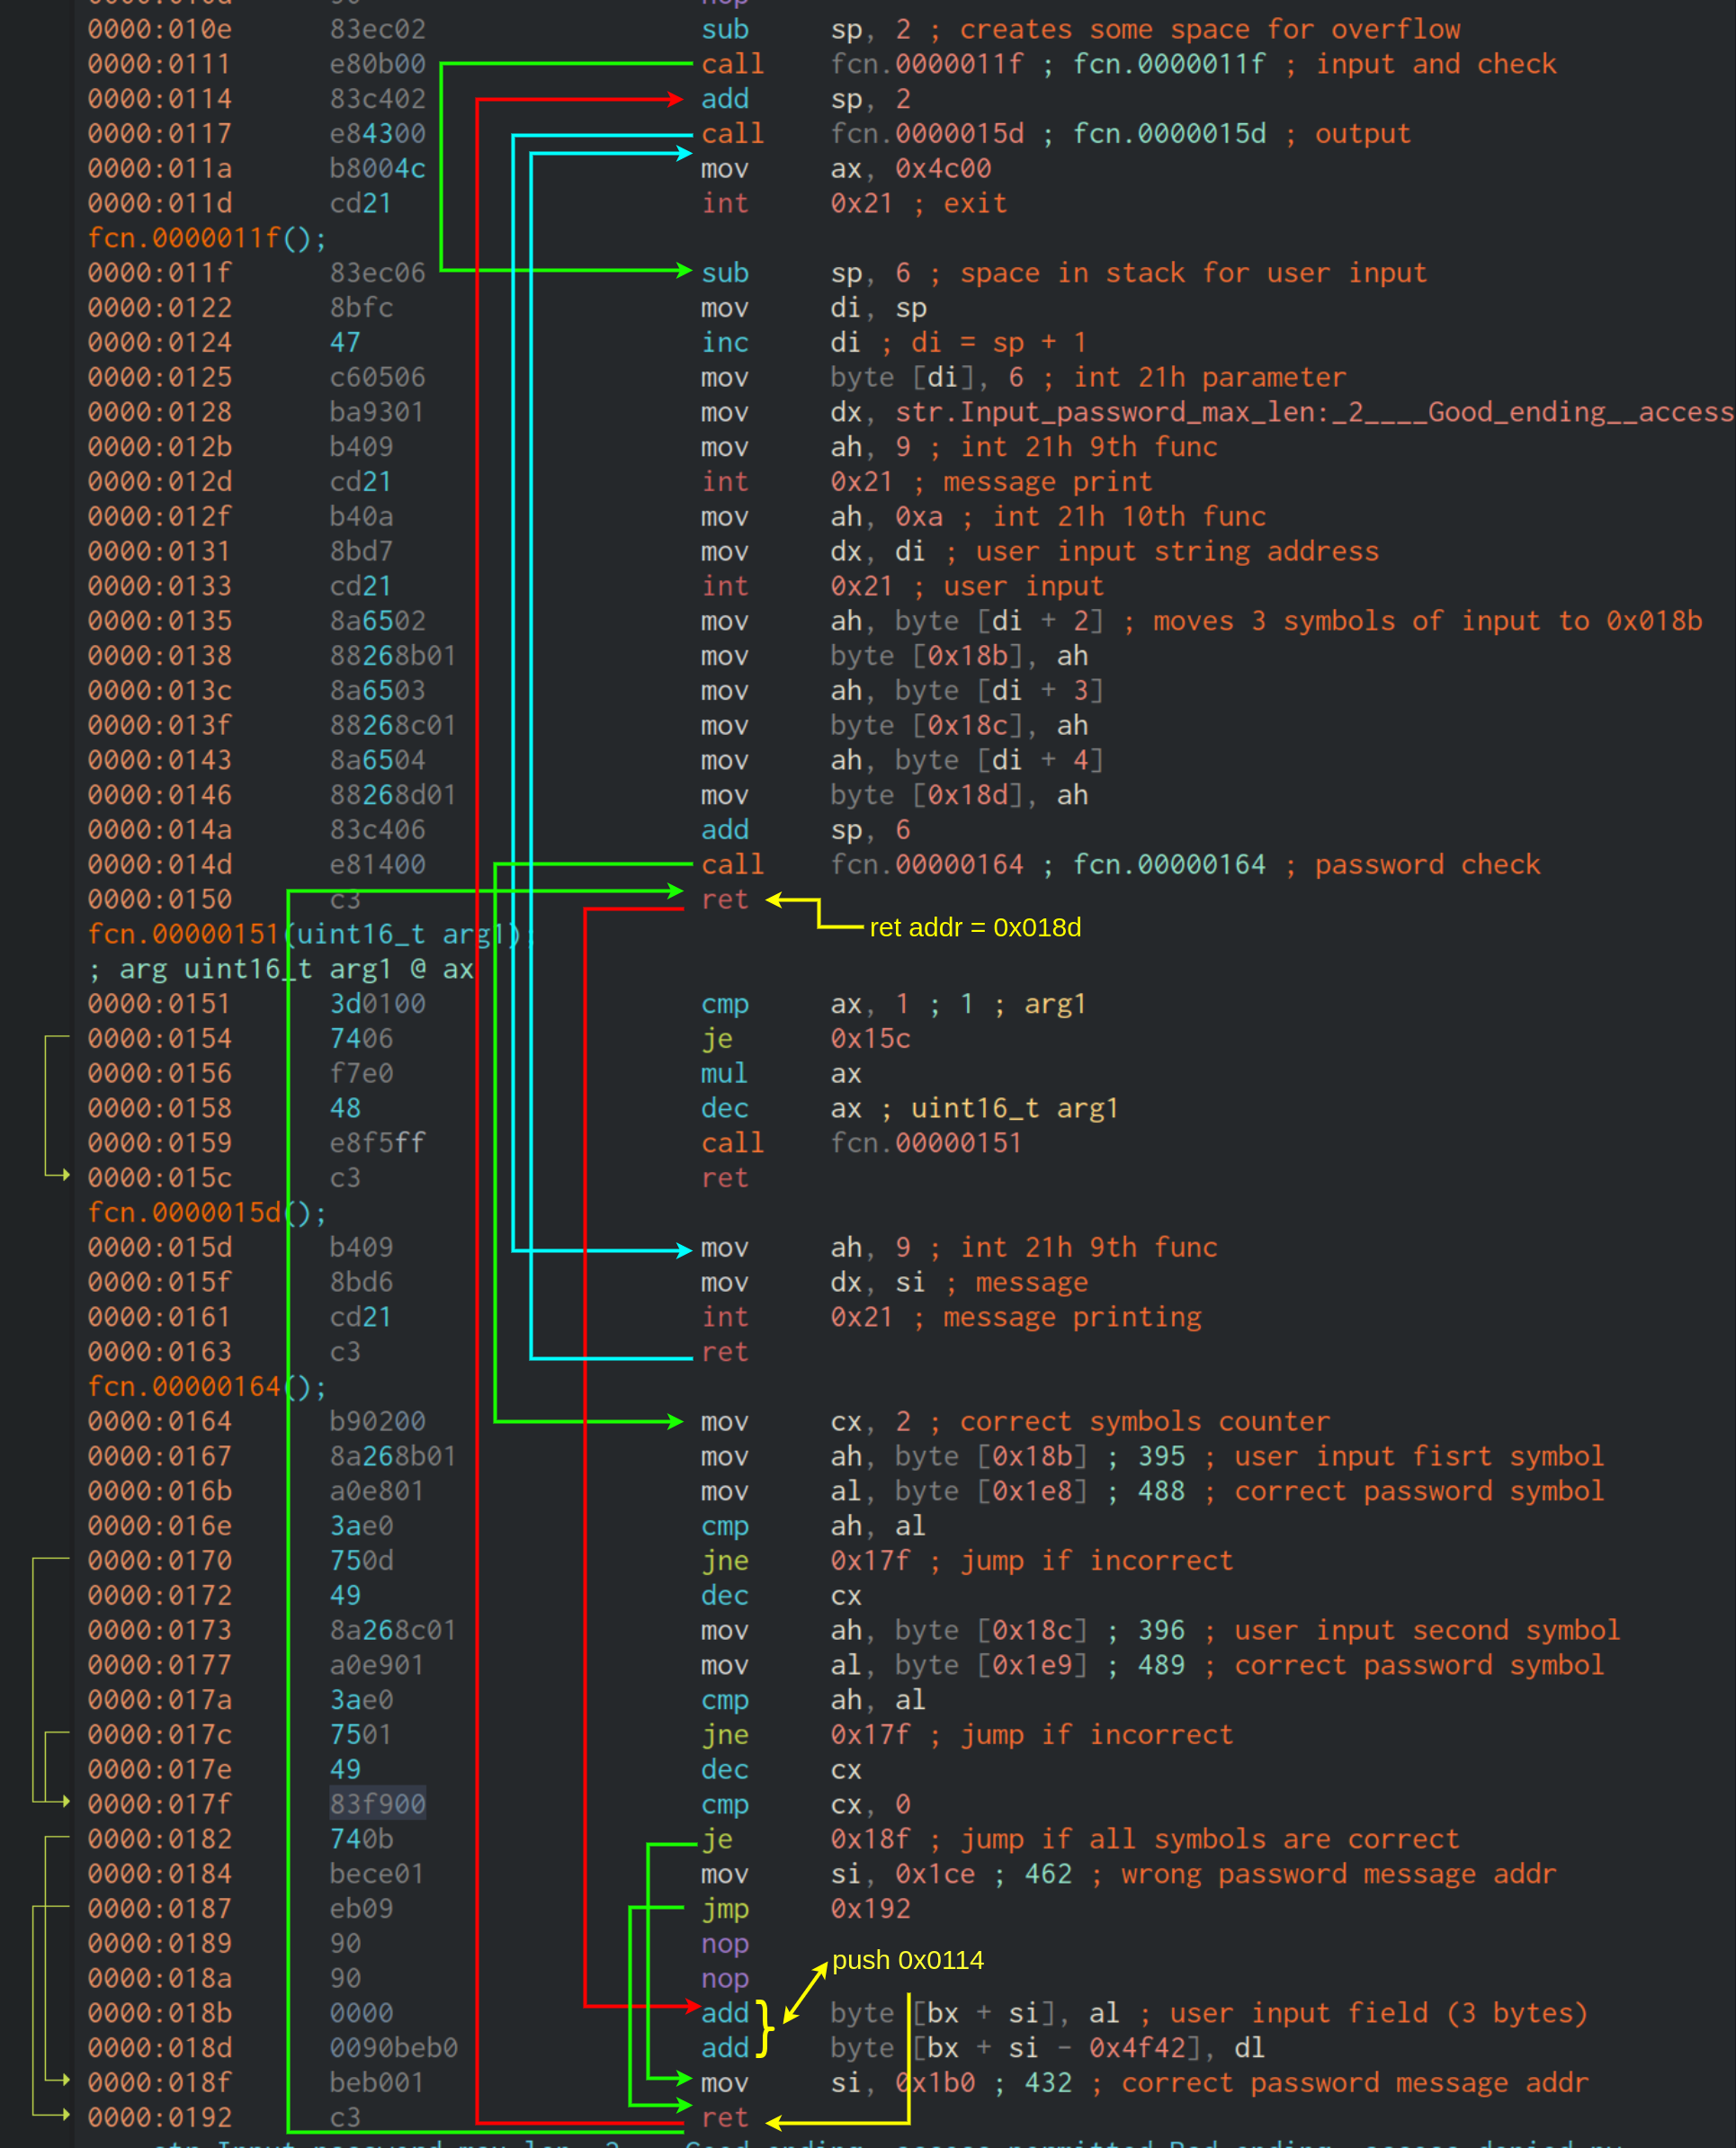 nop
0000:010e 83ec02 sub sp, 2 ; creates some space for overflow
0000:0111 e80b00 call fcn.0000011f ; fcn.0000011f ; input and check
0000:0114 83c402 add sp, 2
0000:0117 e84300 call fcn.0000015d ; fcn.0000015d ; output
0000:011a b8004c mov ax, 0x4c00
0000:011d cd21 int 0x21 ; exit
fcn.0000011f();
0000:011f 83ec06 sub sp, 6 ; space in stack for user input
0000:0122 8bfc mov di, sp
0000:0124 47 inc di ; di = sp + 1
0000:0125 c60506 mov byte [di], 6 ; int 21h parameter
0000:0128 ba9301 mov dx, str.Input_password_max_len:_2____Good_ending__access
0000:012b b409 mov ah, 9 ; int 21h 9th func
0000:012d cd21 int 0x21 ; message print
0000:012f b40a mov ah, 0xa ; int 21h 10th func
0000:0131 8bd7 mov dx, di ; user input string address
0000:0133 cd21 int 0x21 ; user input
0000:0135 8a6502 mov ah, byte [di + 2] ; moves 3 symbols of input to 0x018b
0000:0138 88268b01 mov byte [0x18b], ah
0000:013c 8a6503 mov ah, byte [di + 3]
0000:013f 88268c01 mov byte [0x18c], ah
0000:0143 8a6504 mov ah, byte [di + 4]
0000:0146 88268d01 mov byte [0x18d], ah
0000:014a 83c406 add sp, 6
0000:014d e81400 call fcn.00000164 ; fcn.00000164 ; password check
0000:0150 c3 ret
ret addr = 0x018d
fcn.00000151(uint16_t arg1);
; arg uint16_t arg1 @ ax
0000:0151 3d0100 cmp ax, 1 ; 1 ; arg1
0000:0154 7406 je 0x15c
0000:0156 f7e0 mul ax
0000:0158 48 dec ax ; uint16_t arg1
0000:0159 e8f5ff call fcn.00000151
0000:015c c3 ret
fcn.0000015d();
0000:015d b409 mov ah, 9 ; int 21h 9th func
0000:015f 8bd6 mov dx, si ; message
0000:0161 cd21 int 0x21 ; message printing
0000:0163 c3 ret
fcn.00000164();
0000:0164 b90200 mov cx, 2 ; correct symbols counter
0000:0167 8a268b01 mov ah, byte [0x18b] ; 395 ; user input fisrt symbol
0000:016b a0e801 mov al, byte [0x1e8] ; 488 ; correct password symbol
0000:016e 3ae0 cmp ah, al
0000:0170 750d jne 0x17f ; jump if incorrect
0000:0172 49 dec cx
0000:0173 8a268c01 mov ah, byte [0x18c] ; 396 ; user input second symbol
0000:0177 a0e901 mov al, byte [0x1e9] ; 489 ; correct password symbol
0000:017a 3ae0 cmp ah, al
0000:017c 7501 jne 0x17f ; jump if incorrect
0000:017e 49 dec cx
0000:017f 83f900 cmp cx, 0
0000:0182 740b je 0x18f ; jump if all symbols are correct
0000:0184 bece01 mov si, 0x1ce ; 462 ; wrong password message addr
0000:0187 eb09 jmp 0x192
0000:0189 90 nop
push 0x0114
0000:018a 90 nop
0000:018b 0000 add byte [bx + si], al ; user input field (3 bytes)
0000:018d 0090beb0 add byte [bx + si - 0x4f42], dl
0000:018f beb001 mov si, 0x1b0 ; 432 ; correct password message addr
0000:0192 c3 ret